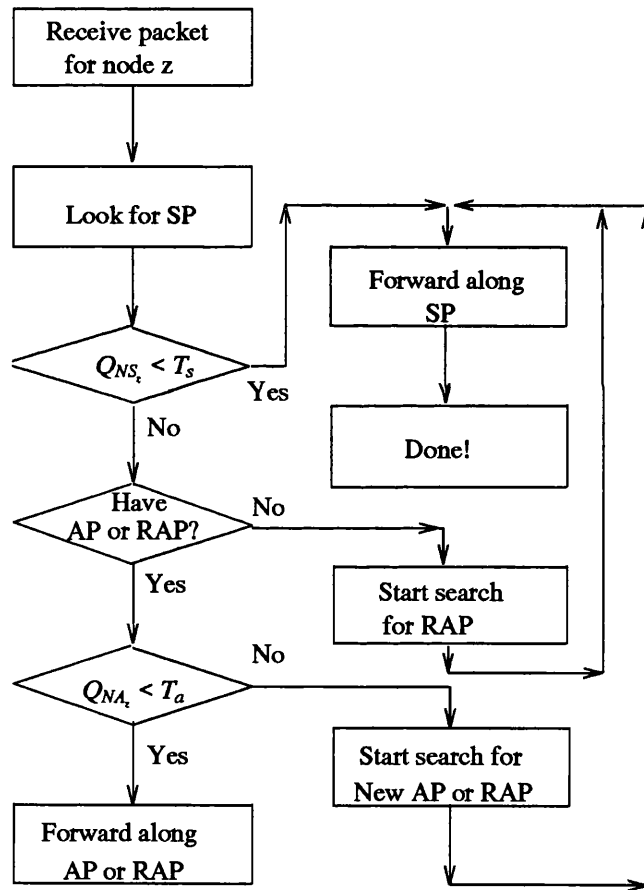 Receive packet
for node z
Look for SP
Q_{NS_z} < T_s
Yes
No
Forward along
SP
Done!
Have
AP or RAP?
No
Yes
Start search
for RAP
Q_{NA_z} < T_a
No
Yes
Start search for
New AP or RAP
Forward along
AP or RAP